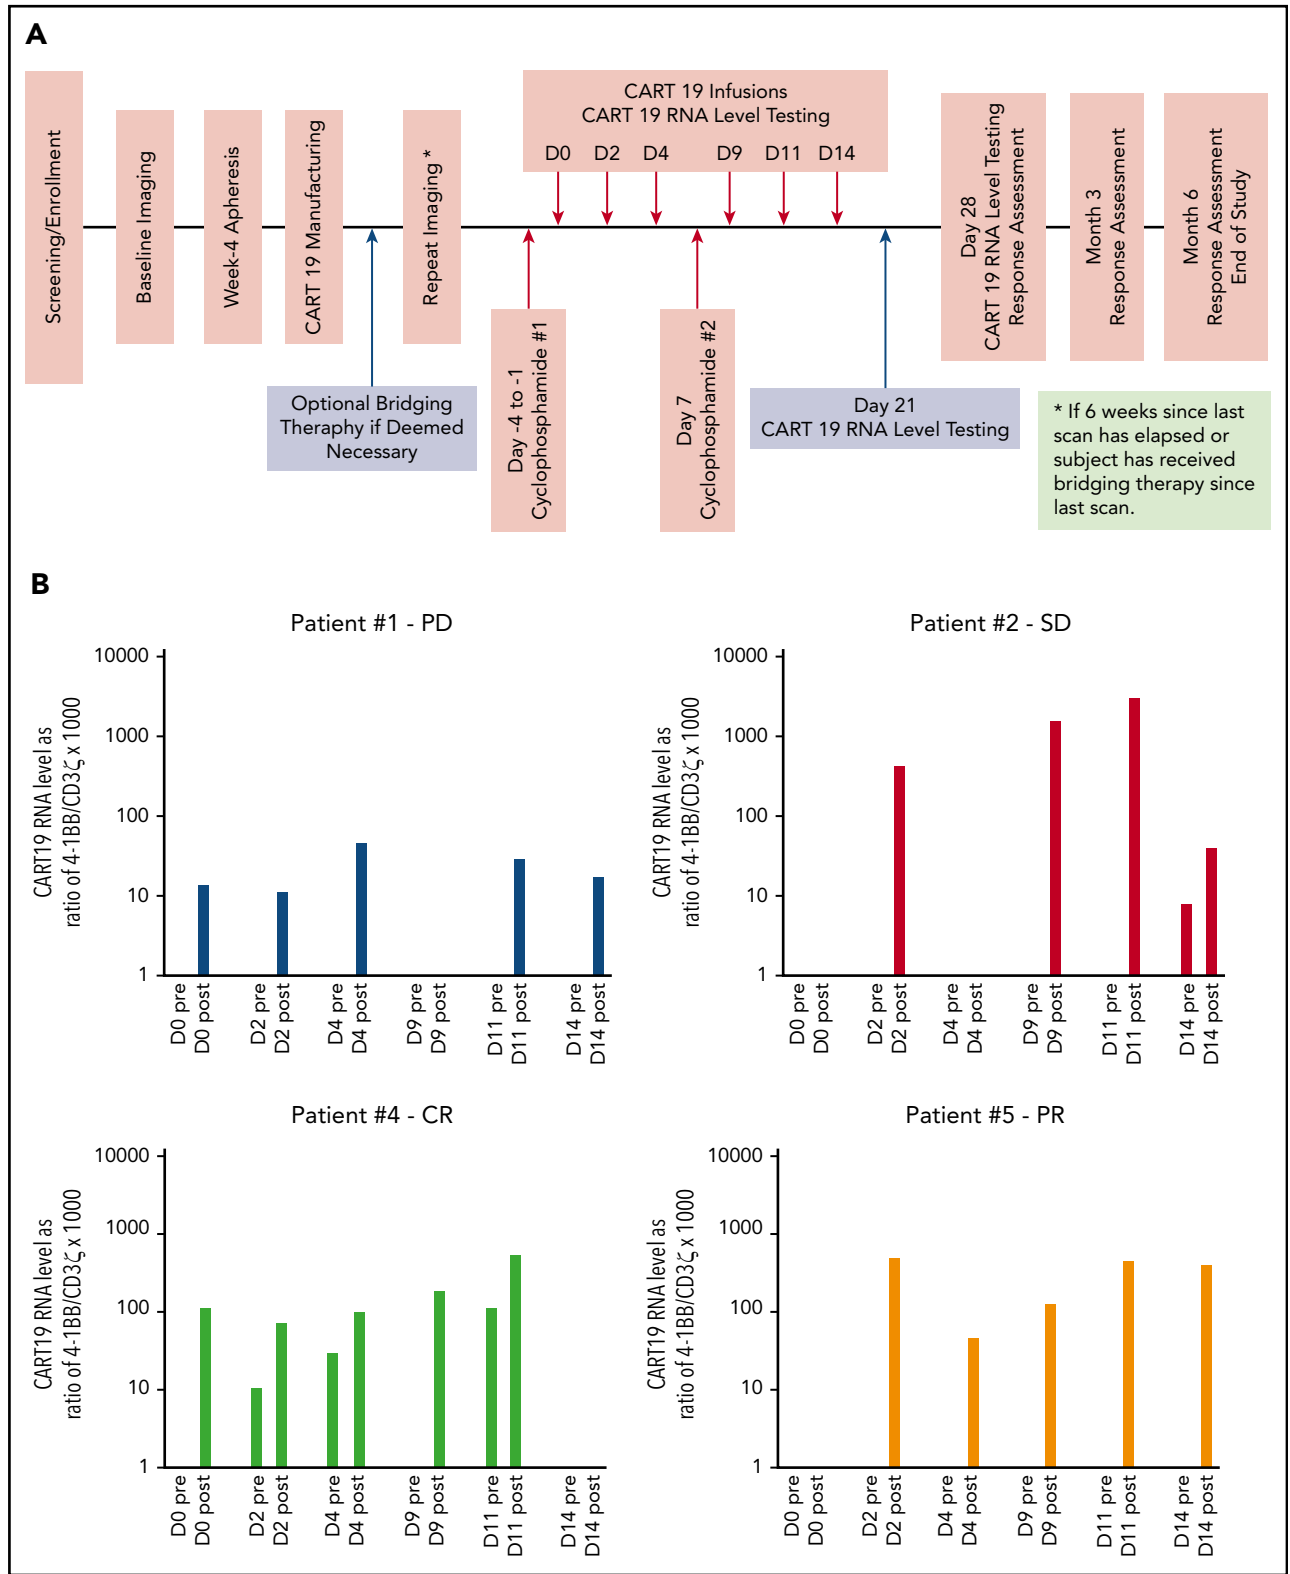 A
Screening/Enrollment
Baseline Imaging
Week-4 Apheresis
CART 19 Manufacturing
Optional Bridging
Theraphy if Deemed
Necessary
Repeat Imaging *
CART 19 Infusions
CART 19 RNA Level Testing
D0 D2 D4 D9 D11 D14
Day -4 to -1
Cyclophosphamide #1
Day 7
Cyclophosphamide #2
Day 21
CART 19 RNA Level Testing
Day 28
CART 19 RNA Level Testing
Response Assessment
Month 3
Response Assessment
Month 6
Response Assessment
End of Study
* If 6 weeks since last
scan has elapsed or
subject has received
bridging therapy since
last scan.
B
Patient #1 - PD
CART19 RNA level as
ratio of 4-1BB/CD3ζ x 1000
10000
1000
100
10
1
D0 pre
D0 post
D2 pre
D2 post
D4 pre
D4 post
D9 pre
D9 post
D11 pre
D11 post
D14 pre
D14 post
Patient #2 - SD
CART19 RNA level as
ratio of 4-1BB/CD3ζ x 1000
10000
1000
100
10
1
D0 pre
D0 post
D2 pre
D2 post
D4 pre
D4 post
D9 pre
D9 post
D11 pre
D11 post
D14 pre
D14 post
Patient #4 - CR
CART19 RNA level as
ratio of 4-1BB/CD3ζ x 1000
10000
1000
100
10
1
D0 pre
D0 post
D2 pre
D2 post
D4 pre
D4 post
D9 pre
D9 post
D11 pre
D11 post
D14 pre
D14 post
Patient #5 - PR
CART19 RNA level as
ratio of 4-1BB/CD3ζ x 1000
10000
1000
100
10
1
D0 pre
D0 post
D2 pre
D2 post
D4 pre
D4 post
D9 pre
D9 post
D11 pre
D11 post
D14 pre
D14 post